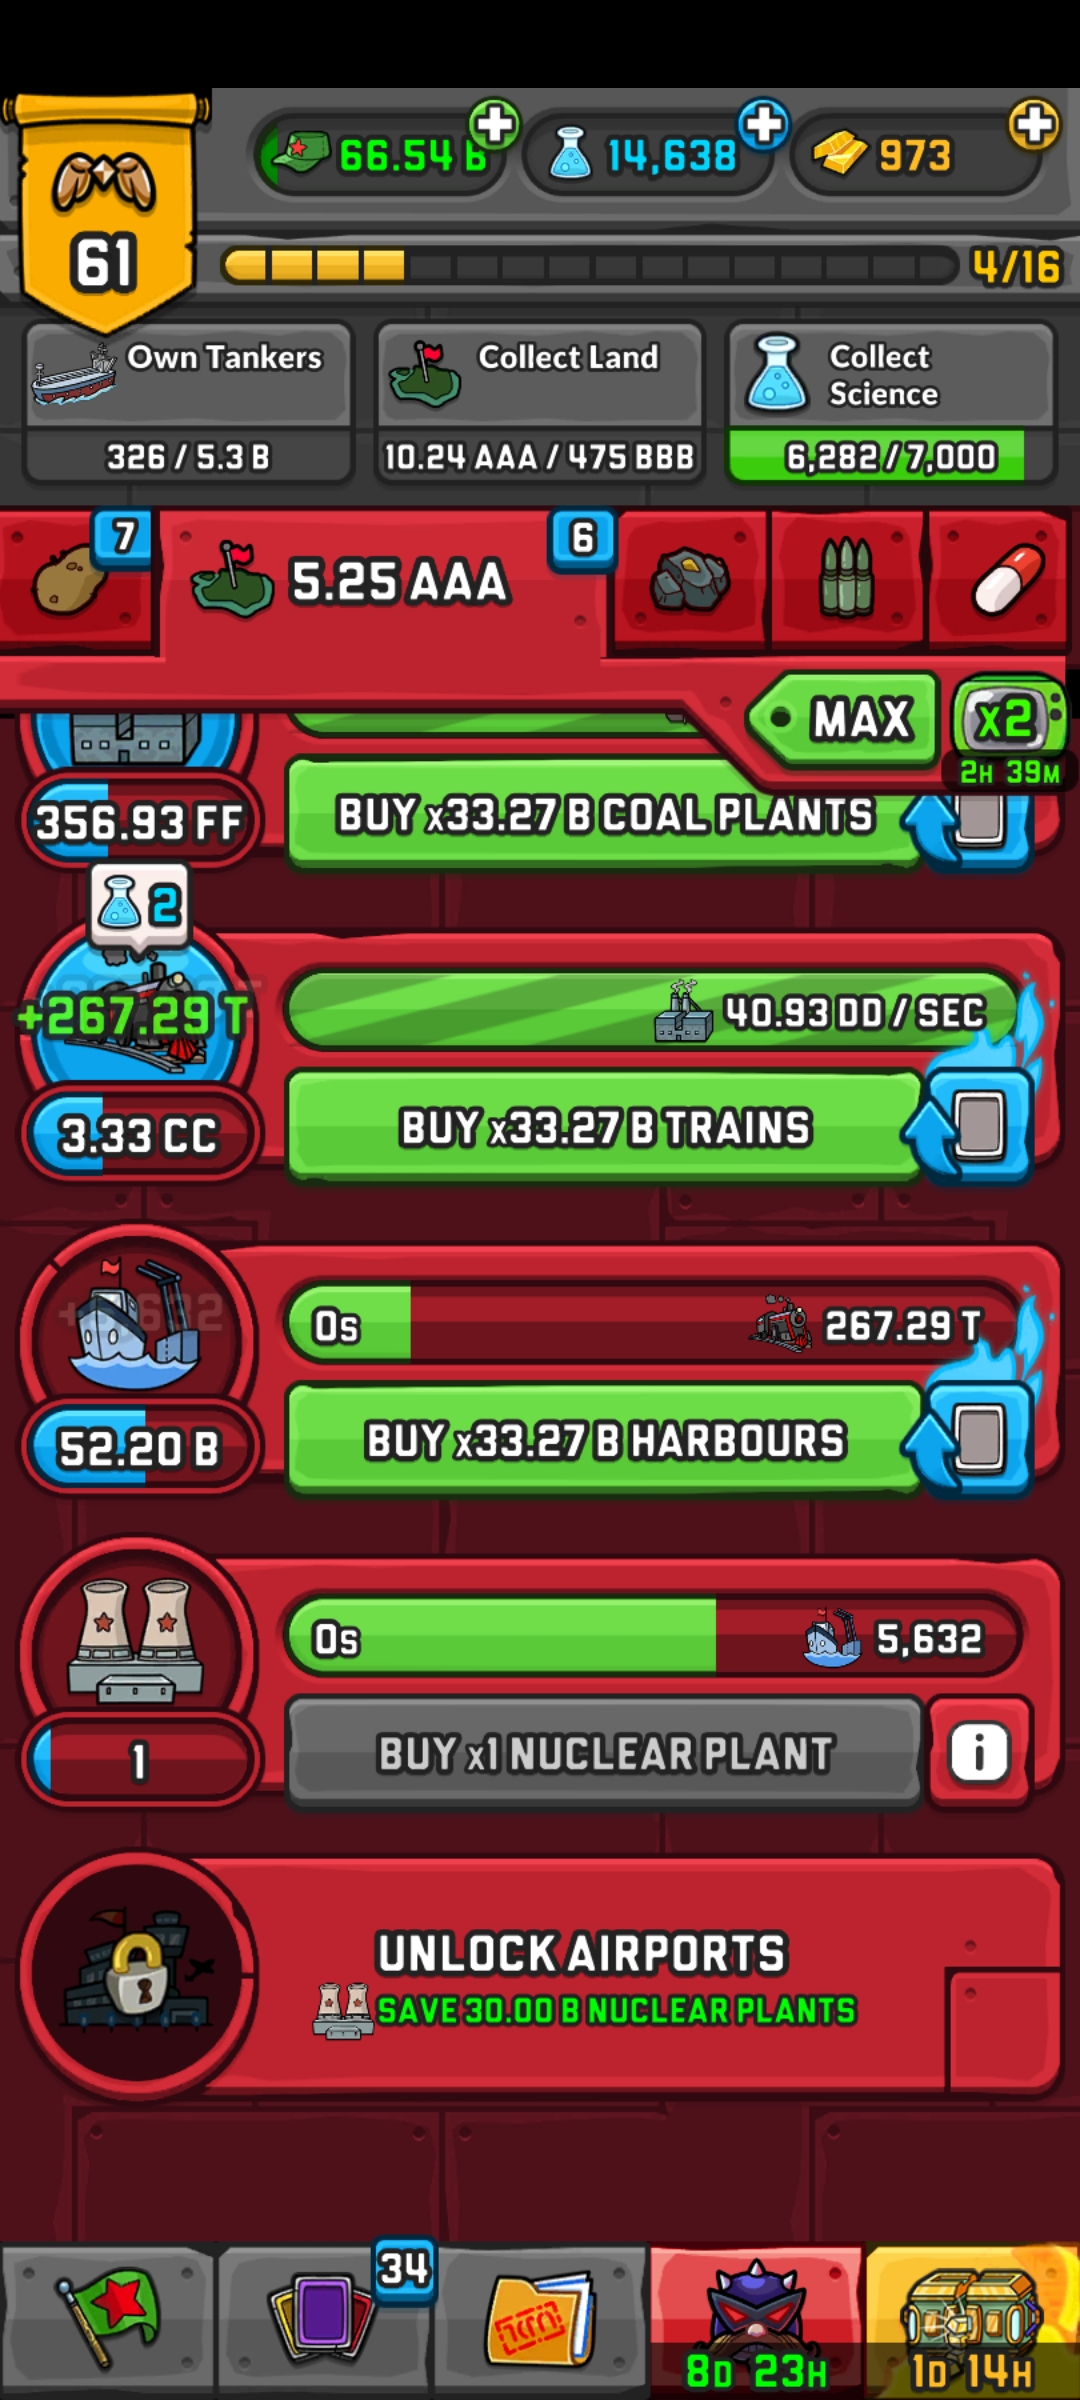 66.54 B
14,638
973
61
4/16
Own Tankers
326 / 5.3 B
Collect Land
10.24 AAA / 475 BBB
Collect
Science
6,282 / 7,000
7
5.25 AAA
6
MAX
x2
2H 39M
356.93 FF
BUY x33.27 B COAL PLANTS
2
+267.29 T
40.93 DD / SEC
3.33 CC
BUY x33.27 B TRAINS
0s
267.29 T
52.20 B
BUY x33.27 B HARBOURS
0s
5,632
1
BUY x1 NUCLEAR PLANT
i
UNLOCK AIRPORTS
SAVE 30.00 B NUCLEAR PLANTS
34
8D 23H
1D 14H